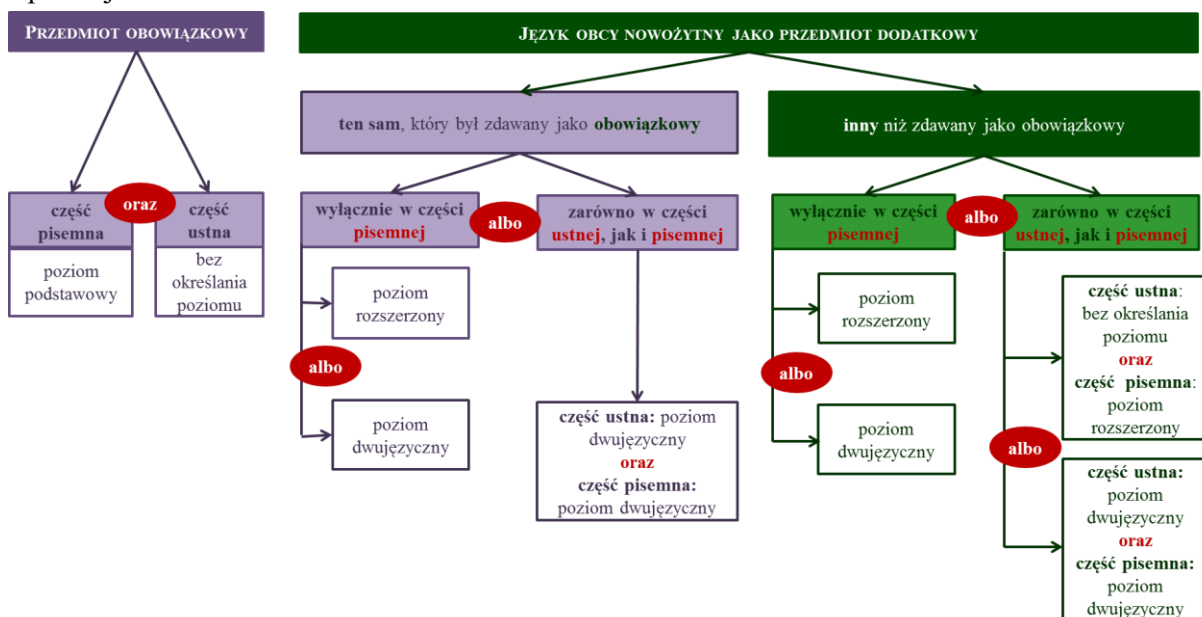 PRZEDMIOT OBOWIĄZKOWY
część
pisemna
poziom
podstawowy
oraz
część
ustna
bez
określania
poziomu
JĘZYK OBCY NOWOŻYTNY JAKO PRZEDMIOT DODATKOWY
ten sam, który był zdawany jako obowiązkowy
wyłącznie w części
pisemnej
albo
zarówno w części
ustnej, jak i pisemnej
poziom
rozszerzony
albo
poziom
dwujęzyczny
część ustna: poziom
dwujęzyczny
oraz
część pisemna:
poziom dwujęzyczny
inny niż zdawany jako obowiązkowy
wyłącznie w części
pisemnej
albo
zarówno w części
ustnej, jak i pisemnej
poziom
rozszerzony
albo
poziom
dwujęzyczny
część ustna:
bez określania
poziomu
oraz
część pisemna:
poziom
rozszerzony
albo
część ustna:
poziom
dwujęzyczny
oraz
część pisemna:
poziom
dwujęzyczny